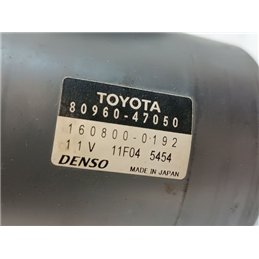 TOYOTA
80960-47050
160800-0192
11V 11F04 5454
DENSO MADE IN JAPAN